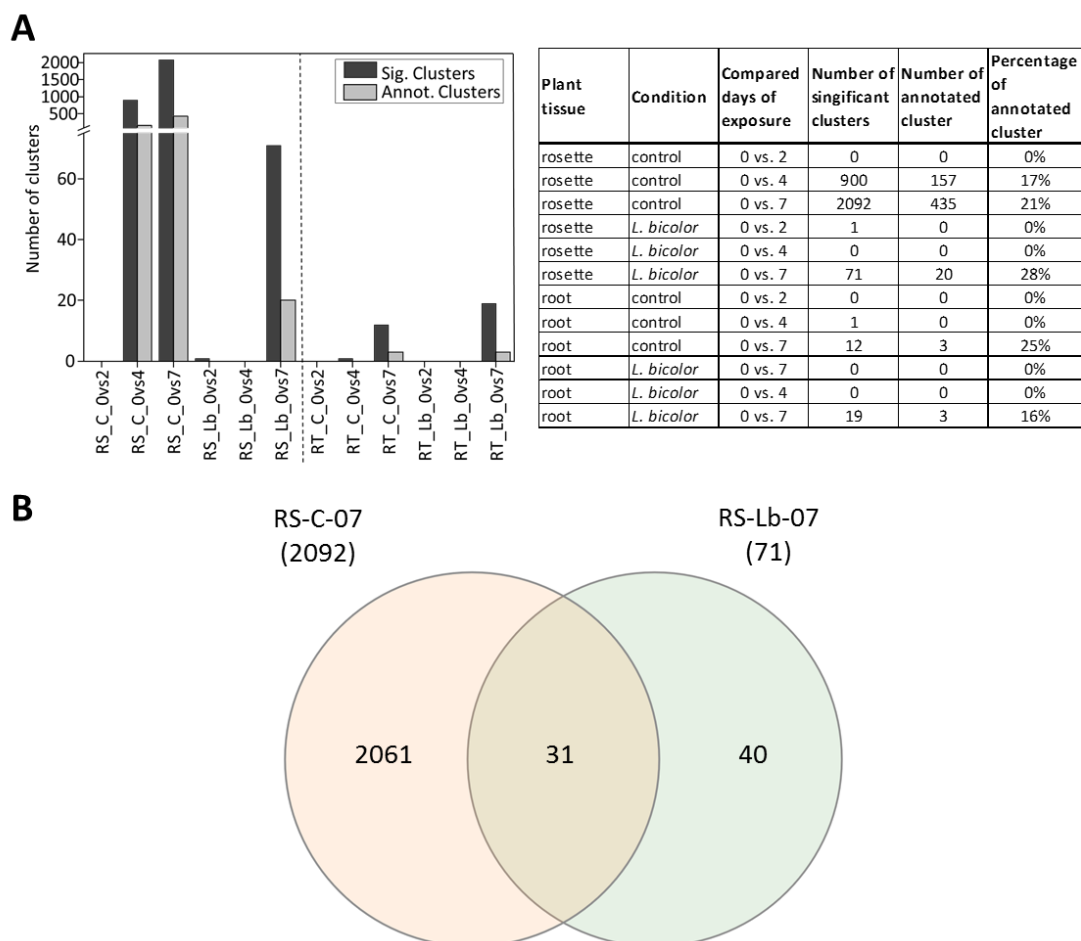 A
2000
1500
1000
500
60
40
20
0
Number of clusters
Sig. Clusters
Annot. Clusters
RS_C_0vs2
RS_C_0vs4
RS_C_0vs7
RS_Lb_0vs2
RS_Lb_0vs4
RS_Lb_0vs7
RT_C_0vs2
RT_C_0vs4
RT_C_0vs7
RT_Lb_0vs2
RT_Lb_0vs4
RT_Lb_0vs7
Plant tissue Condition Compared days of exposure Number of singificant clusters Number of annotated cluster Percentage of annotated cluster
rosette control 0 vs. 2 0 0 0%
rosette control 0 vs. 4 900 157 17%
rosette control 0 vs. 7 2092 435 21%
rosette L. bicolor 0 vs. 2 1 0 0%
rosette L. bicolor 0 vs. 4 0 0 0%
rosette L. bicolor 0 vs. 7 71 20 28%
root control 0 vs. 2 0 0 0%
root control 0 vs. 4 1 0 0%
root control 0 vs. 7 12 3 25%
root L. bicolor 0 vs. 7 0 0 0%
root L. bicolor 0 vs. 4 0 0 0%
root L. bicolor 0 vs. 7 19 3 16%
B
RS-C-07
(2092)
RS-Lb-07
(71)
2061
31
40